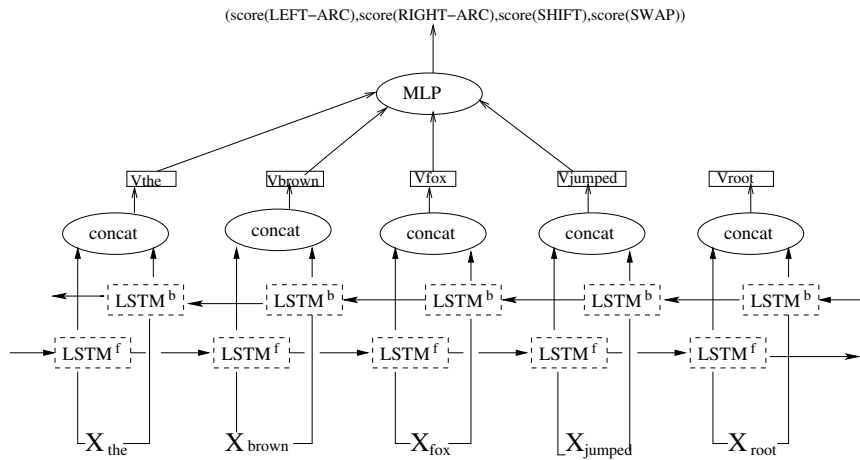 (score(LEFT−ARC),score(RIGHT−ARC),score(SHIFT),score(SWAP))
MLP
Vthe Vbrown Vfox Vjumped Vroot
concat concat concat concat concat
LSTM b LSTM b LSTM b LSTM b LSTM b
LSTM f LSTM f LSTM f LSTM f LSTM f
X the X brown X fox X jumped X root